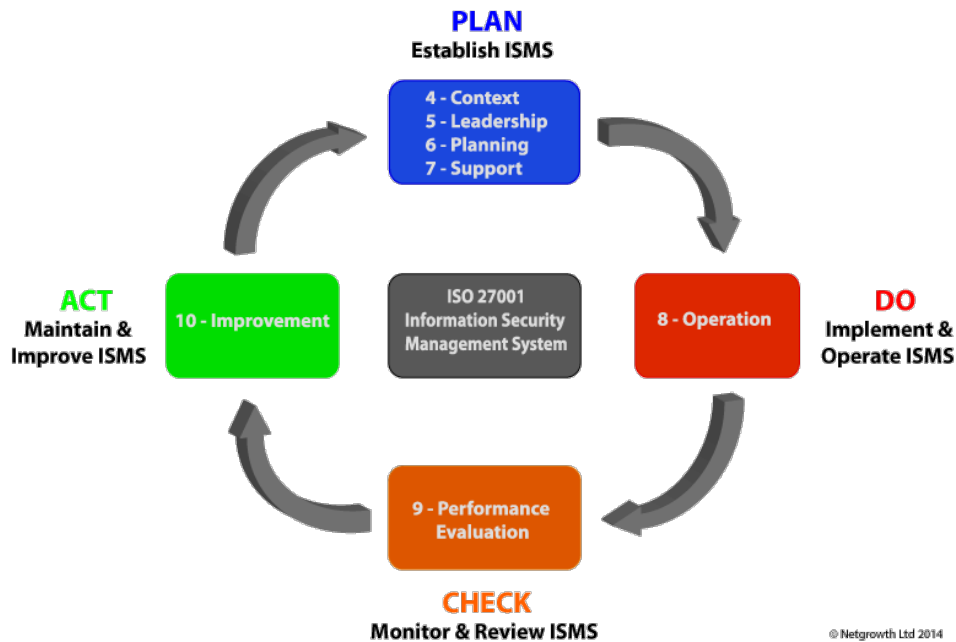 PLAN
Establish ISMS
4 - Context
5 - Leadership
6 - Planning
7 - Support
ACT
Maintain &
Improve ISMS
10 - Improvement
ISO 27001
Information Security
Management System
8 - Operation
DO
Implement &
Operate ISMS
9 - Performance
Evaluation
CHECK
Monitor & Review ISMS
© Netgrowth Ltd 2014